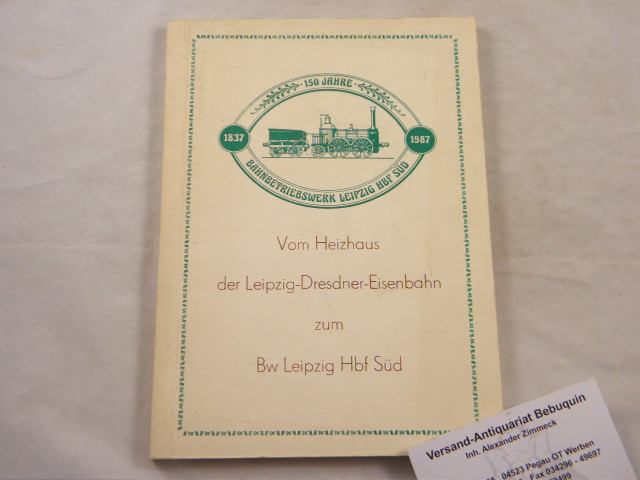 · 150 JAHRE ·
1837
1987
BAHNBETRIEBSWERK LEIPZIG HBF SÜD
Vom Heizhaus
der Leipzig-Dresdner-Eisenbahn
zum
Bw Leipzig Hbf Süd
Versand-Antiquariat Bebuquin
Inh. Alexander Zimmeck
04523 Pegau OT Werben
Fax 034296 - 49697